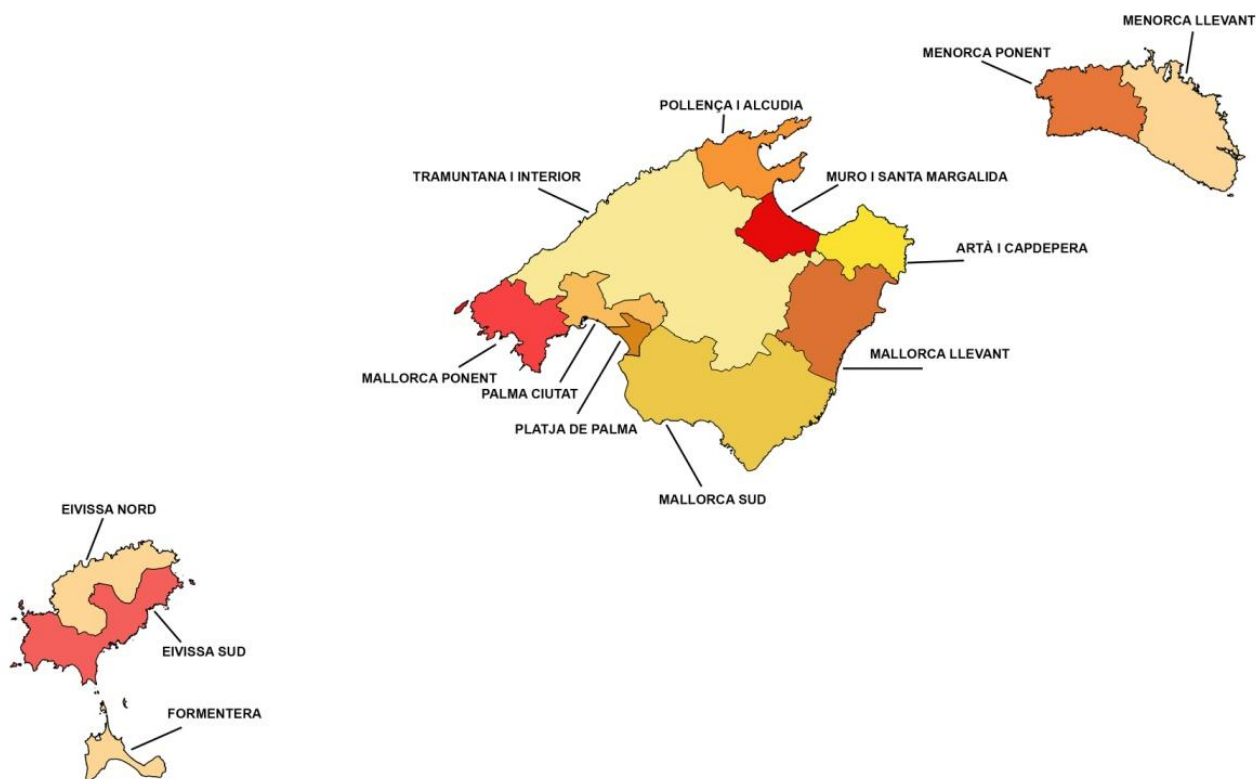 MENORCA LLEVANT
MENORCA PONENT
POLLENÇA I ALCUDIA
TRAMUNTANA I INTERIOR
MURO I SANTA MARGALIDA
ARTÀ I CAPDEPERA
MALLORCA LLEVANT
MALLORCA PONENT
PALMA CIUTAT
PLATJA DE PALMA
MALLORCA SUD
EIVISSA NORD
EIVISSA SUD
FORMENTERA